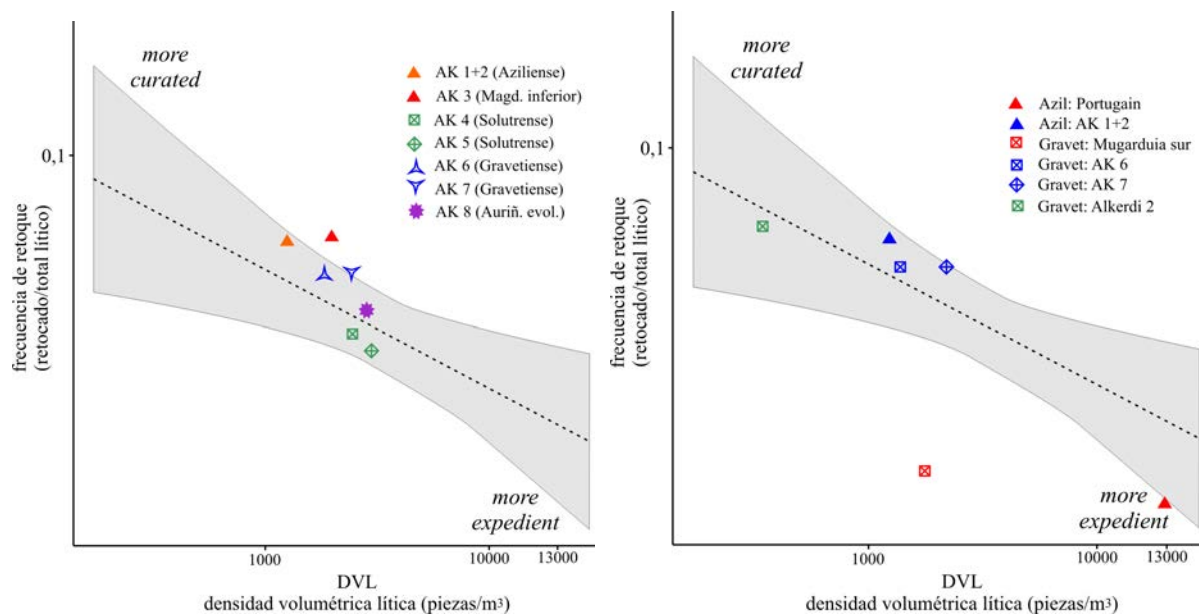 more
curated
AK 1+2 (Aziliense)
AK 3 (Magd. inferior)
AK 4 (Solutrense)
AK 5 (Solutrense)
AK 6 (Gravetiense)
AK 7 (Gravetiense)
AK 8 (Auriñ. evol.)
0,1
frecuencia de retoque
(retocado/total lítico)
more
expedient
1000
10000
13000
DVL
densidad volumétrica lítica (piezas/m³)
more
curated
Azil: Portugain
Azil: AK 1+2
Gravet: Mugarduia sur
Gravet: AK 6
Gravet: AK 7
Gravet: Alkerdi 2
0,1
frecuencia de retoque
(retocado/total lítico)
more
expedient
1000
10000
13000
DVL
densidad volumétrica lítica (piezas/m³)